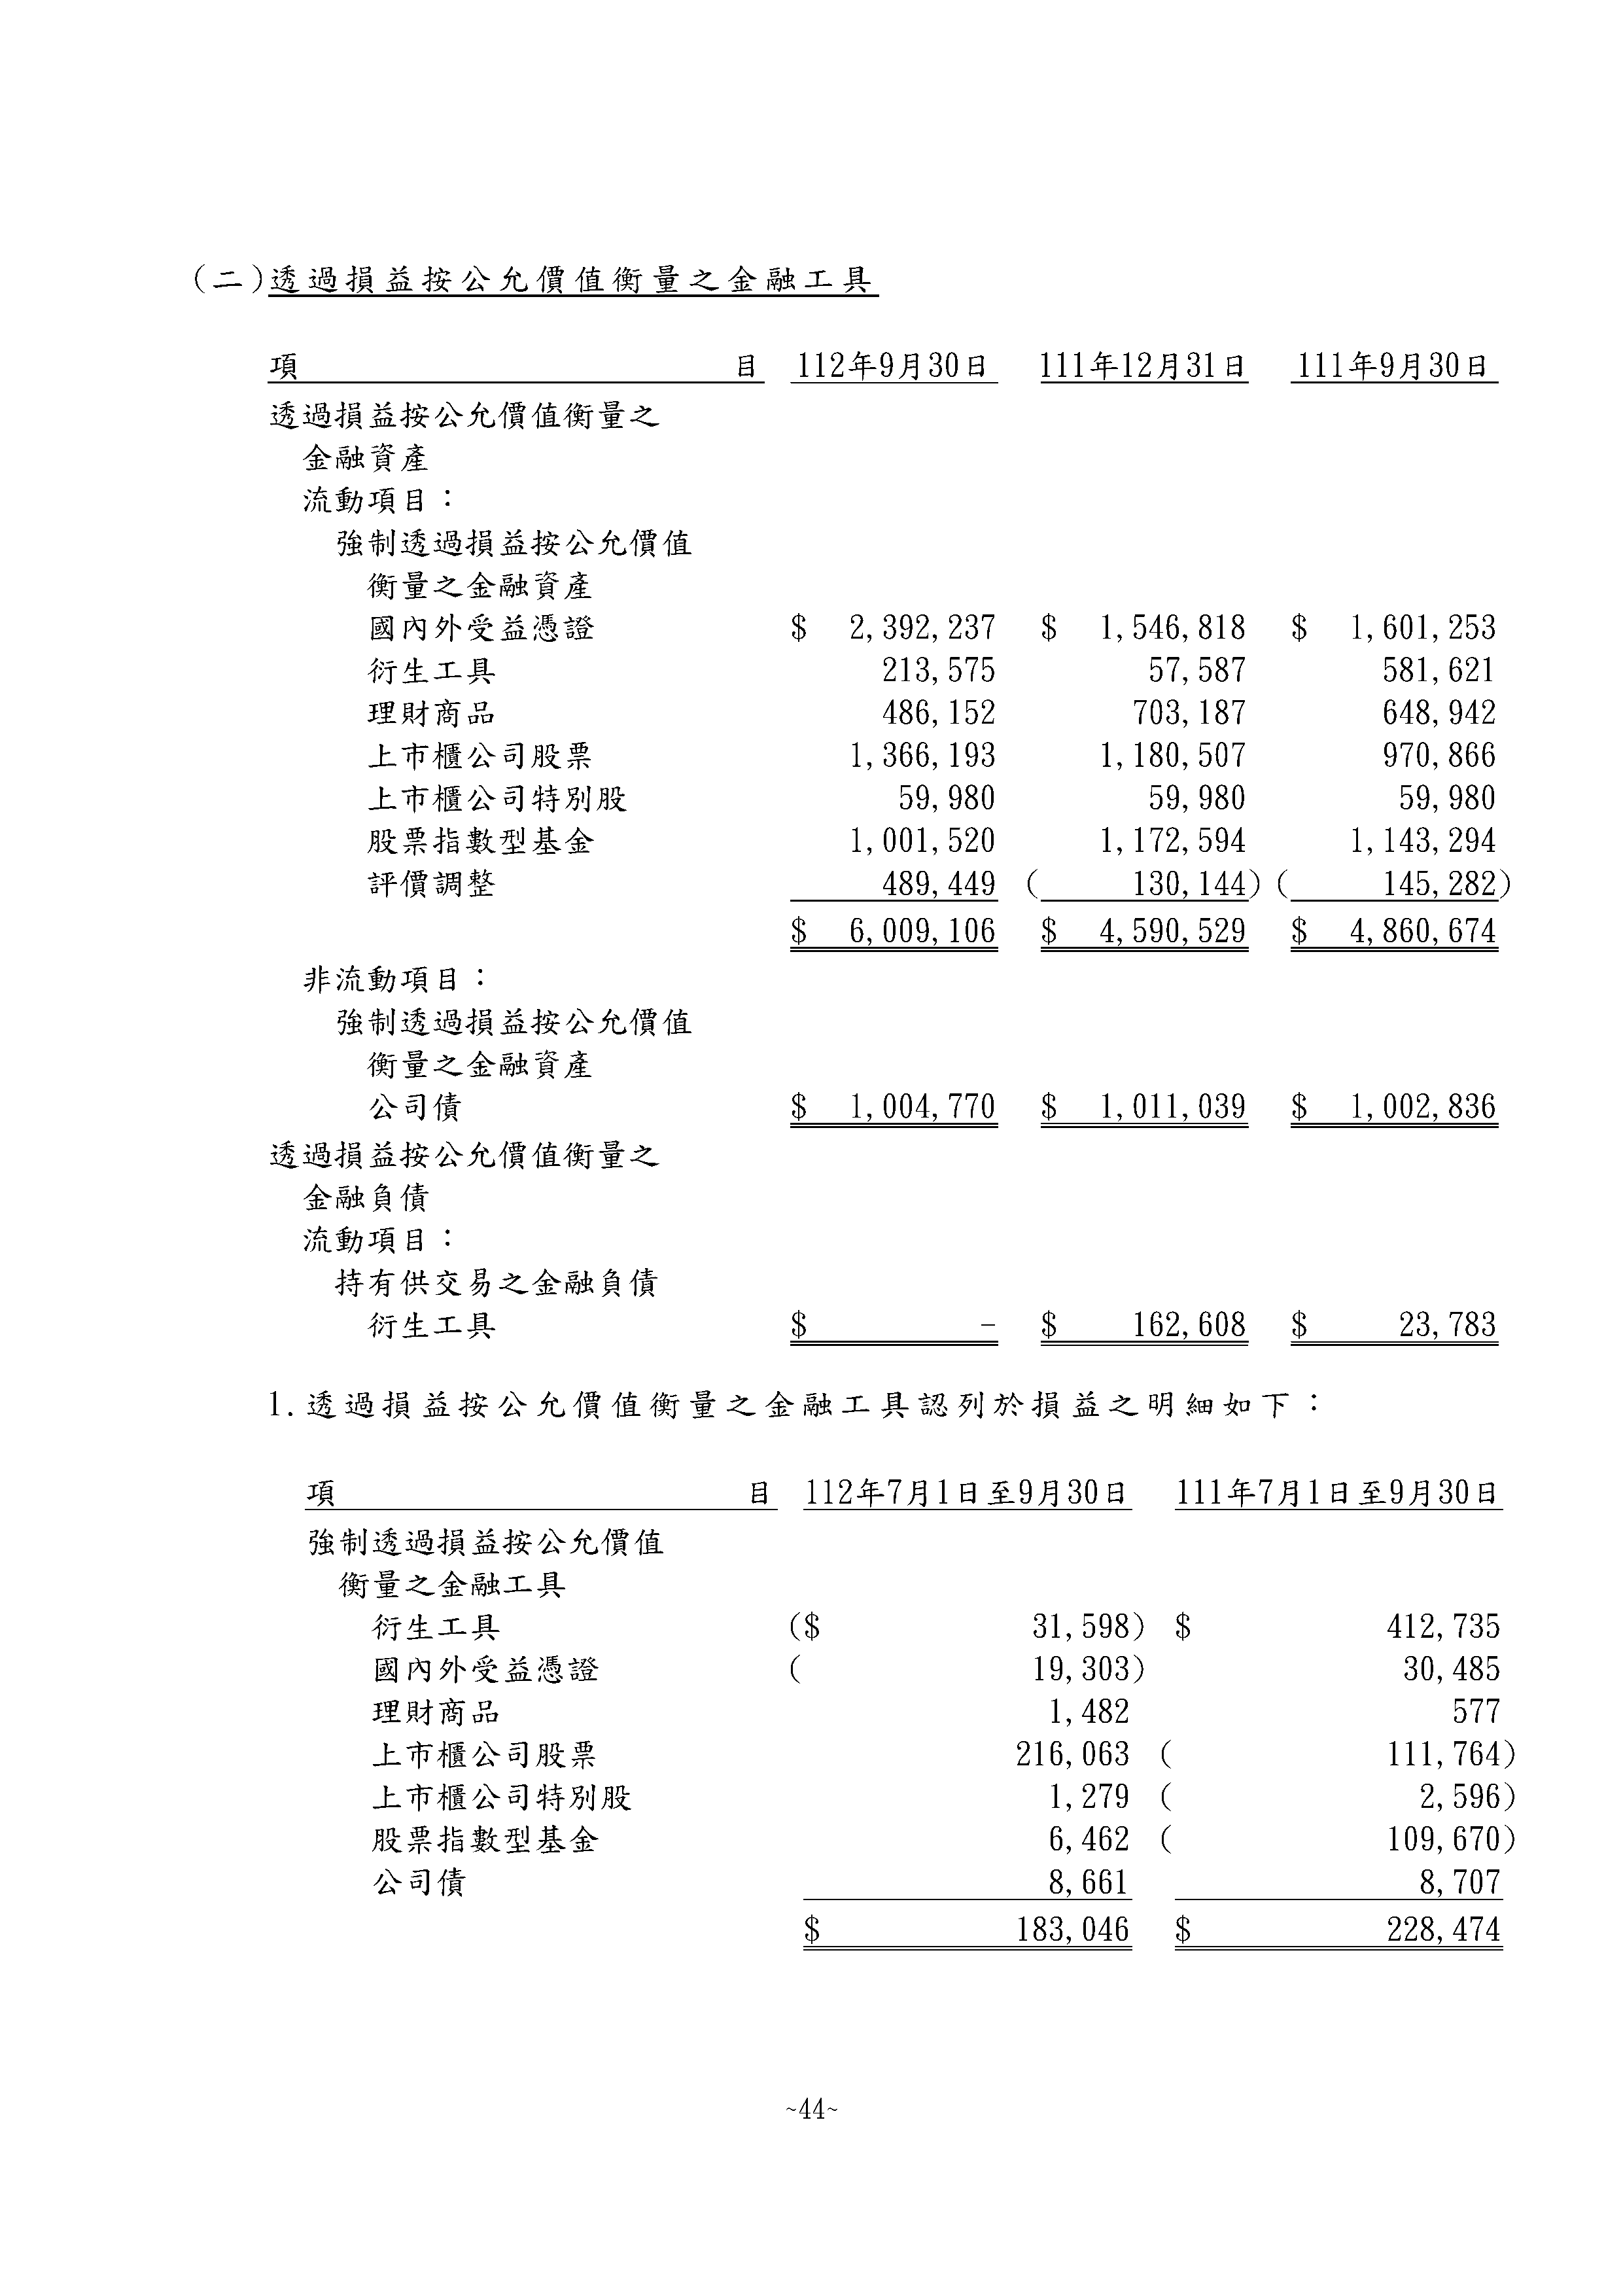 (二)透過損益按公允價值衡量之金融工具
項 目 112年9月30日 111年12月31日 111年9月30日
透過損益按公允價值衡量之
金融資產
流動項目：
強制透過損益按公允價值
衡量之金融資產
國內外受益憑證 $ 2,392,237 $ 1,546,818 $ 1,601,253
衍生工具 213,575 57,587 581,621
理財商品 486,152 703,187 648,942
上市櫃公司股票 1,366,193 1,180,507 970,866
上市櫃公司特別股 59,980 59,980 59,980
股票指數型基金 1,001,520 1,172,594 1,143,294
評價調整 489,449 ( 130,144) ( 145,282)
$ 6,009,106 $ 4,590,529 $ 4,860,674
非流動項目：
強制透過損益按公允價值
衡量之金融資產
公司債 $ 1,004,770 $ 1,011,039 $ 1,002,836
透過損益按公允價值衡量之
金融負債
流動項目：
持有供交易之金融負債
衍生工具 $ - $ 162,608 $ 23,783
1.透過損益按公允價值衡量之金融工具認列於損益之明細如下：
項 目 112年7月1日至9月30日 111年7月1日至9月30日
強制透過損益按公允價值
衡量之金融工具
衍生工具 ($ 31,598) $ 412,735
國內外受益憑證 ( 19,303) 30,485
理財商品 1,482 577
上市櫃公司股票 216,063 ( 111,764)
上市櫃公司特別股 1,279 ( 2,596)
股票指數型基金 6,462 ( 109,670)
公司債 8,661 8,707
$ 183,046 $ 228,474
~44~